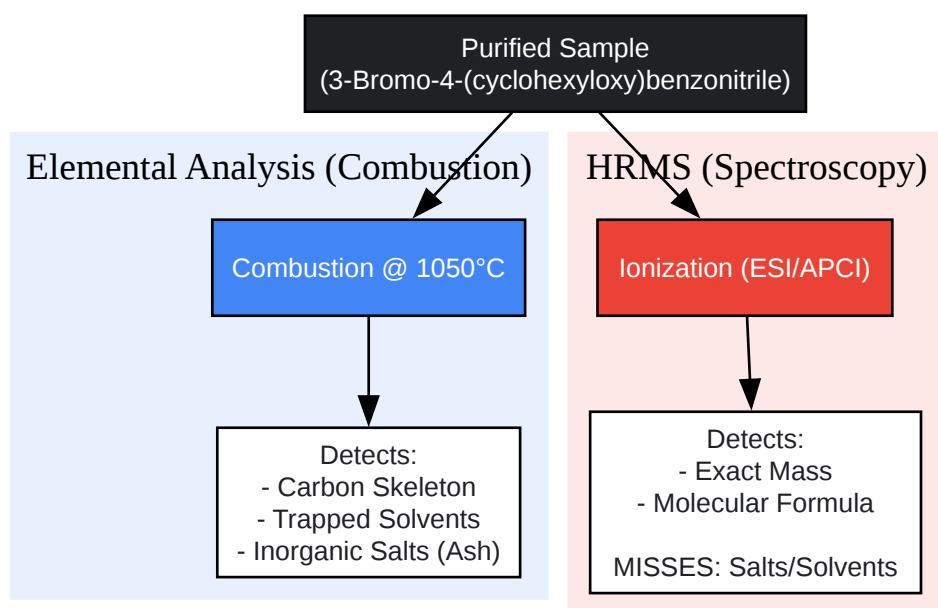 Purified Sample
(3-Bromo-4-(cyclohexyloxy)benzonitrile)
Elemental Analysis (Combustion)
Combustion @ 1050°C
Detects:
- Carbon Skeleton
- Trapped Solvents
- Inorganic Salts (Ash)
HRMS (Spectroscopy)
Ionization (ESI/APCI)
Detects:
- Exact Mass
- Molecular Formula
MISSES: Salts/Solvents